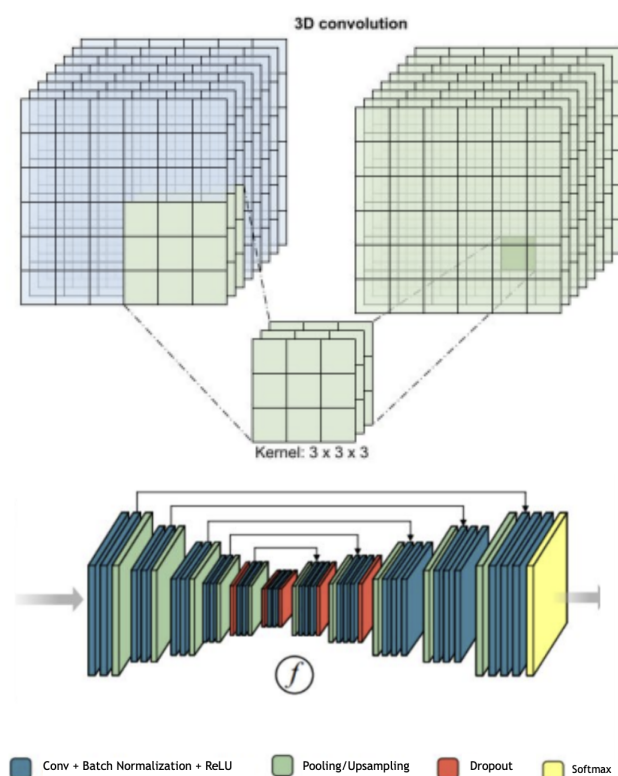 3D convolution
Kernel: 3 x 3 x 3
f
Conv + Batch Normalization + ReLU
Pooling/Upsampling
Dropout
Softmax